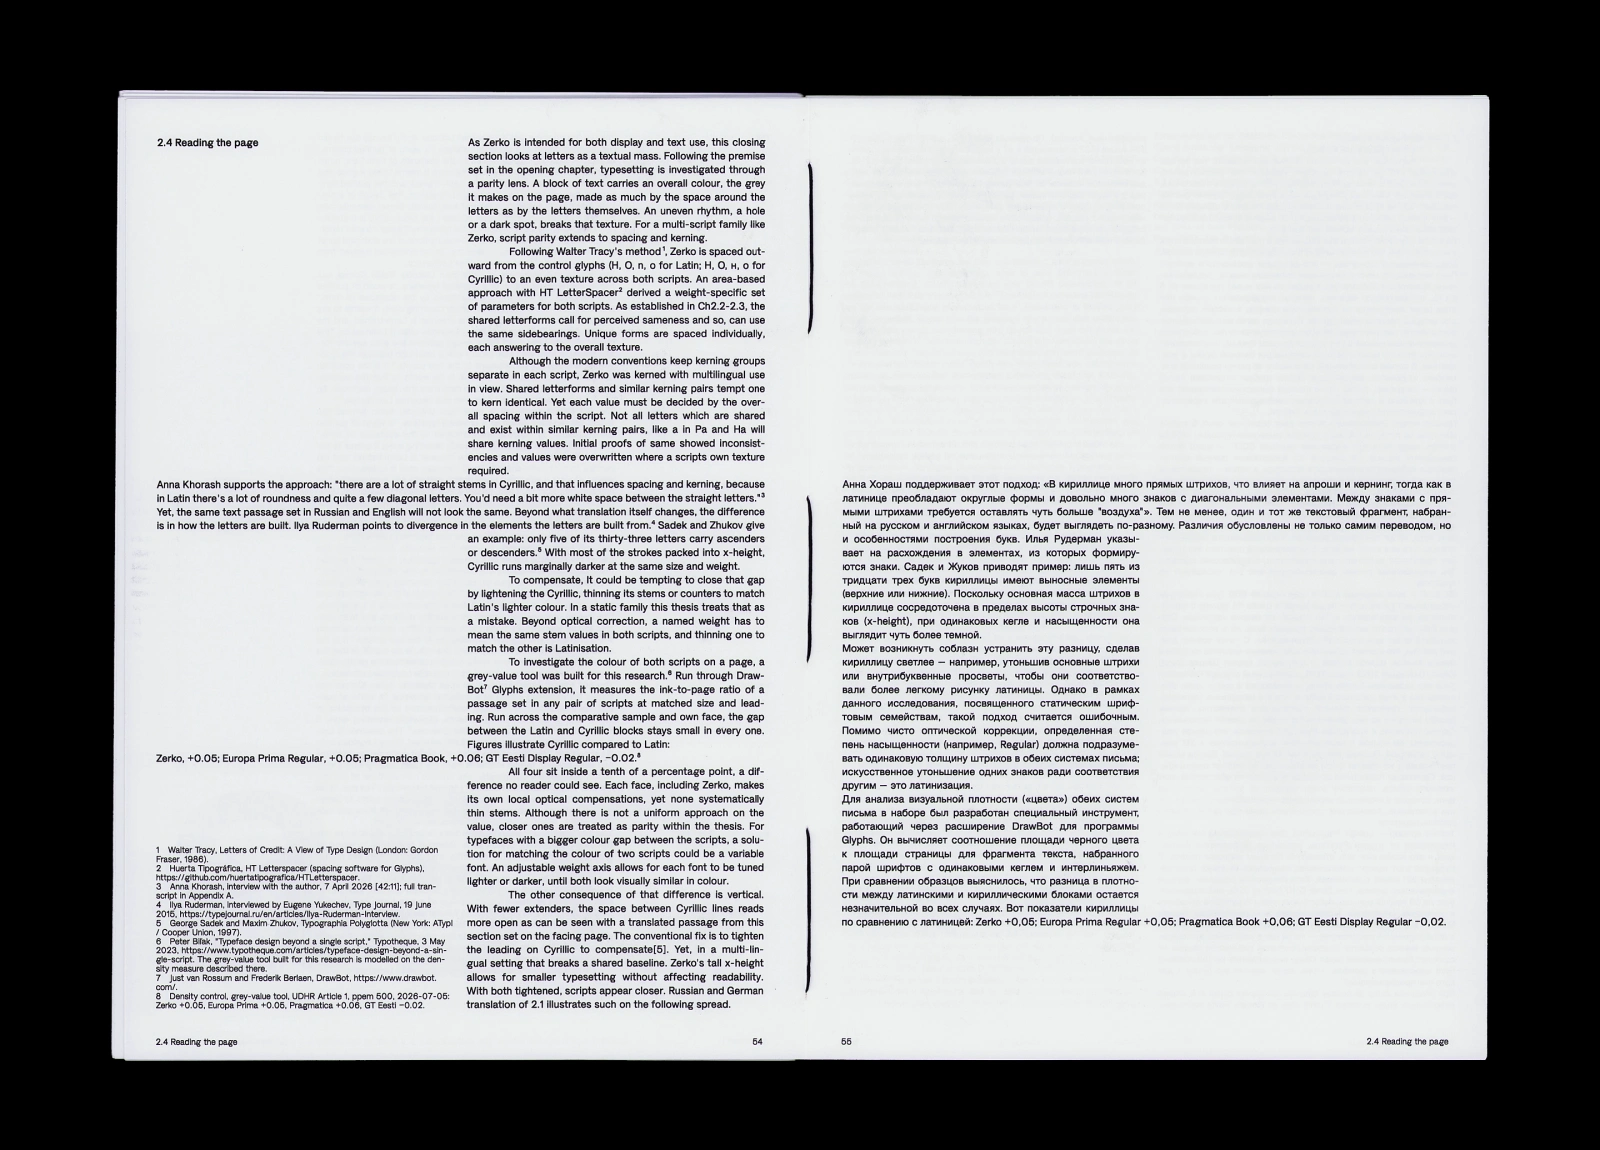 2.4 Reading the page
As Zerko is intended for both display and text use, this closing
section looks at letters as a textual mass. Following the premise
set in the opening chapter, typesetting is investigated through
a parity lens. A block of text carries an overall colour, the grey
it makes on the page, made as much by the space around the
letters as by the letters themselves. An uneven rhythm, a hole
or a dark spot, breaks that texture. For a multi-script family like
Zerko, script parity extends to spacing and kerning.
Following Walter Tracy's method¹, Zerko is spaced out-
ward from the control glyphs (H, O, n, o for Latin; Н, О, н, о for
Cyrillic) to an even texture across both scripts. An area-based
approach with HT LetterSpacer² derived a weight-specific set
of parameters for both scripts. As established in Ch2.2-2.3, the
shared letterforms call for perceived sameness and so, can use
the same sidebearings. Unique forms are spaced individually,
each answering to the overall texture.
Although the modern conventions keep kerning groups
separate in each script, Zerko was kerned with multilingual use
in view. Shared letterforms and similar kerning pairs tempt one
to kern identical. Yet each value must be decided by the over-
all spacing within the script. Not all letters which are shared
and exist within similar kerning pairs, like a in Pa and На will
share kerning values. Initial proofs of same showed inconsist-
encies and values were overwritten where a scripts own texture
required.
Anna Khorash supports the approach: "there are a lot of straight stems in Cyrillic, and that influences spacing and kerning, because
in Latin there's a lot of roundness and quite a few diagonal letters. You'd need a bit more white space between the straight letters."³
Yet, the same text passage set in Russian and English will not look the same. Beyond what translation itself changes, the difference
is in how the letters are built. Ilya Ruderman points to divergence in the elements the letters are built from.⁴ Sadek and Zhukov give
an example: only five of its thirty-three letters carry ascenders
or descenders.⁵ With most of the strokes packed into x-height,
Cyrillic runs marginally darker at the same size and weight.
To compensate, it could be tempting to close that gap
by lightening the Cyrillic, thinning its stems or counters to match
Latin's lighter colour. In a static family this thesis treats that as
a mistake. Beyond optical correction, a named weight has to
mean the same stem values in both scripts, and thinning one to
match the other is Latinisation.
To investigate the colour of both scripts on a page, a
grey-value tool was built for this research.⁶ Run through Draw-
Bot⁷ Glyphs extension, it measures the ink-to-page ratio of a
passage set in any pair of scripts at matched size and lead-
ing. Run across the comparative sample and own face, the gap
between the Latin and Cyrillic blocks stays small in every one.
Figures illustrate Cyrillic compared to Latin:
Zerko, +0.05; Europa Prima Regular, +0.05; Pragmatica Book, +0.06; GT Eesti Display Regular, −0.02.⁸
All four sit inside a tenth of a percentage point, a dif-
ference no reader could see. Each face, including Zerko, makes
its own local optical compensations, yet none systematically
thin stems. Although there is not a uniform approach on the
value, closer ones are treated as parity within the thesis. For
typefaces with a bigger colour gap between the scripts, a solu-
tion for matching the colour of two scripts could be a variable
font. An adjustable weight axis allows for each font to be tuned
lighter or darker, until both look visually similar in colour.
The other consequence of that difference is vertical.
With fewer extenders, the space between Cyrillic lines reads
more open as can be seen with a translated passage from this
section set on the facing page. The conventional fix is to tighten
the leading on Cyrillic to compensate[5]. Yet, in a multi-lin-
gual setting that breaks a shared baseline. Zerko's tall x-height
allows for smaller typesetting without affecting readability.
With both tightened, scripts appear closer. Russian and German
translation of 2.1 illustrates such on the following spread.
1 Walter Tracy, Letters of Credit: A View of Type Design (London: Gordon
Fraser, 1986).
2 Huerta Tipográfica, HT Letterspacer (spacing software for Glyphs),
https://github.com/huertatipografica/HTLetterspacer.
3 Anna Khorash, interview with the author, 7 April 2026 [42:11]; full tran-
script in Appendix A.
4 Ilya Ruderman, interviewed by Eugene Yukechev, Type Journal, 19 june
2015, https://typejournal.ru/en/articles/Ilya-Ruderman-Interview.
5 George Sadek and Maxim Zhukov, Typographia Polyglotta (New York: ATypI
/ Cooper Union, 1997).
6 Peter Biľak, "Typeface design beyond a single script," Typotheque, 3 May
2023, https://www.typotheque.com/articles/typeface-design-beyond-a-sin-
gle-script. The grey-value tool built for this research is modelled on the den-
sity measure described there.
7 Just van Rossum and Frederik Berlaen, DrawBot, https://www.drawbot.
com/.
8 Density control, grey-value tool, UDHR Article 1, ppem 500, 2026-07-05:
Zerko +0.05, Europa Prima +0.05, Pragmatica +0.06, GT Eesti −0.02.
2.4 Reading the page
54
Анна Хораш поддерживает этот подход: «В кириллице много прямых штрихов, что влияет на апроши и кернинг, тогда как в
латинице преобладают округлые формы и довольно много знаков с диагональными элементами. Между знаками с пря-
мыми штрихами требуется оставлять чуть больше "воздуха"». Тем не менее, один и тот же текстовый фрагмент, набран-
ный на русском и английском языках, будет выглядеть по-разному. Различия обусловлены не только самим переводом, но
и особенностями построения букв. Илья Рудерман указы-
вает на расхождения в элементах, из которых формиру-
ются знаки. Садек и Жуков приводят пример: лишь пять из
тридцати трех букв кириллицы имеют выносные элементы
(верхние или нижние). Поскольку основная масса штрихов в
кириллице сосредоточена в пределах высоты строчных зна-
ков (x-height), при одинаковых кегле и насыщенности она
выглядит чуть более темной.
Может возникнуть соблазн устранить эту разницу, сделав
кириллицу светлее — например, утоньшив основные штрихи
или внутрибуквенные просветы, чтобы они соответство-
вали более легкому рисунку латиницы. Однако в рамках
данного исследования, посвященного статическим шриф-
товым семействам, такой подход считается ошибочным.
Помимо чисто оптической коррекции, определенная сте-
пень насыщенности (например, Regular) должна подразуме-
вать одинаковую толщину штрихов в обеих системах письма;
искусственное утоньшение одних знаков ради соответствия
другим — это латинизация.
Для анализа визуальной плотности («цвета») обеих систем
письма в наборе был разработан специальный инструмент,
работающий через расширение DrawBot для программы
Glyphs. Он вычисляет соотношение площади черного цвета
к площади страницы для фрагмента текста, набранного
парой шрифтов с одинаковыми кеглем и интерлиньяжем.
При сравнении образцов выяснилось, что разница в плотно-
сти между латинскими и кириллическими блоками остается
незначительной во всех случаях. Вот показатели кириллицы
по сравнению с латиницей: Zerko +0,05; Europa Prima Regular +0,05; Pragmatica Book +0,06; GT Eesti Display Regular −0,02.
55
2.4 Reading the page